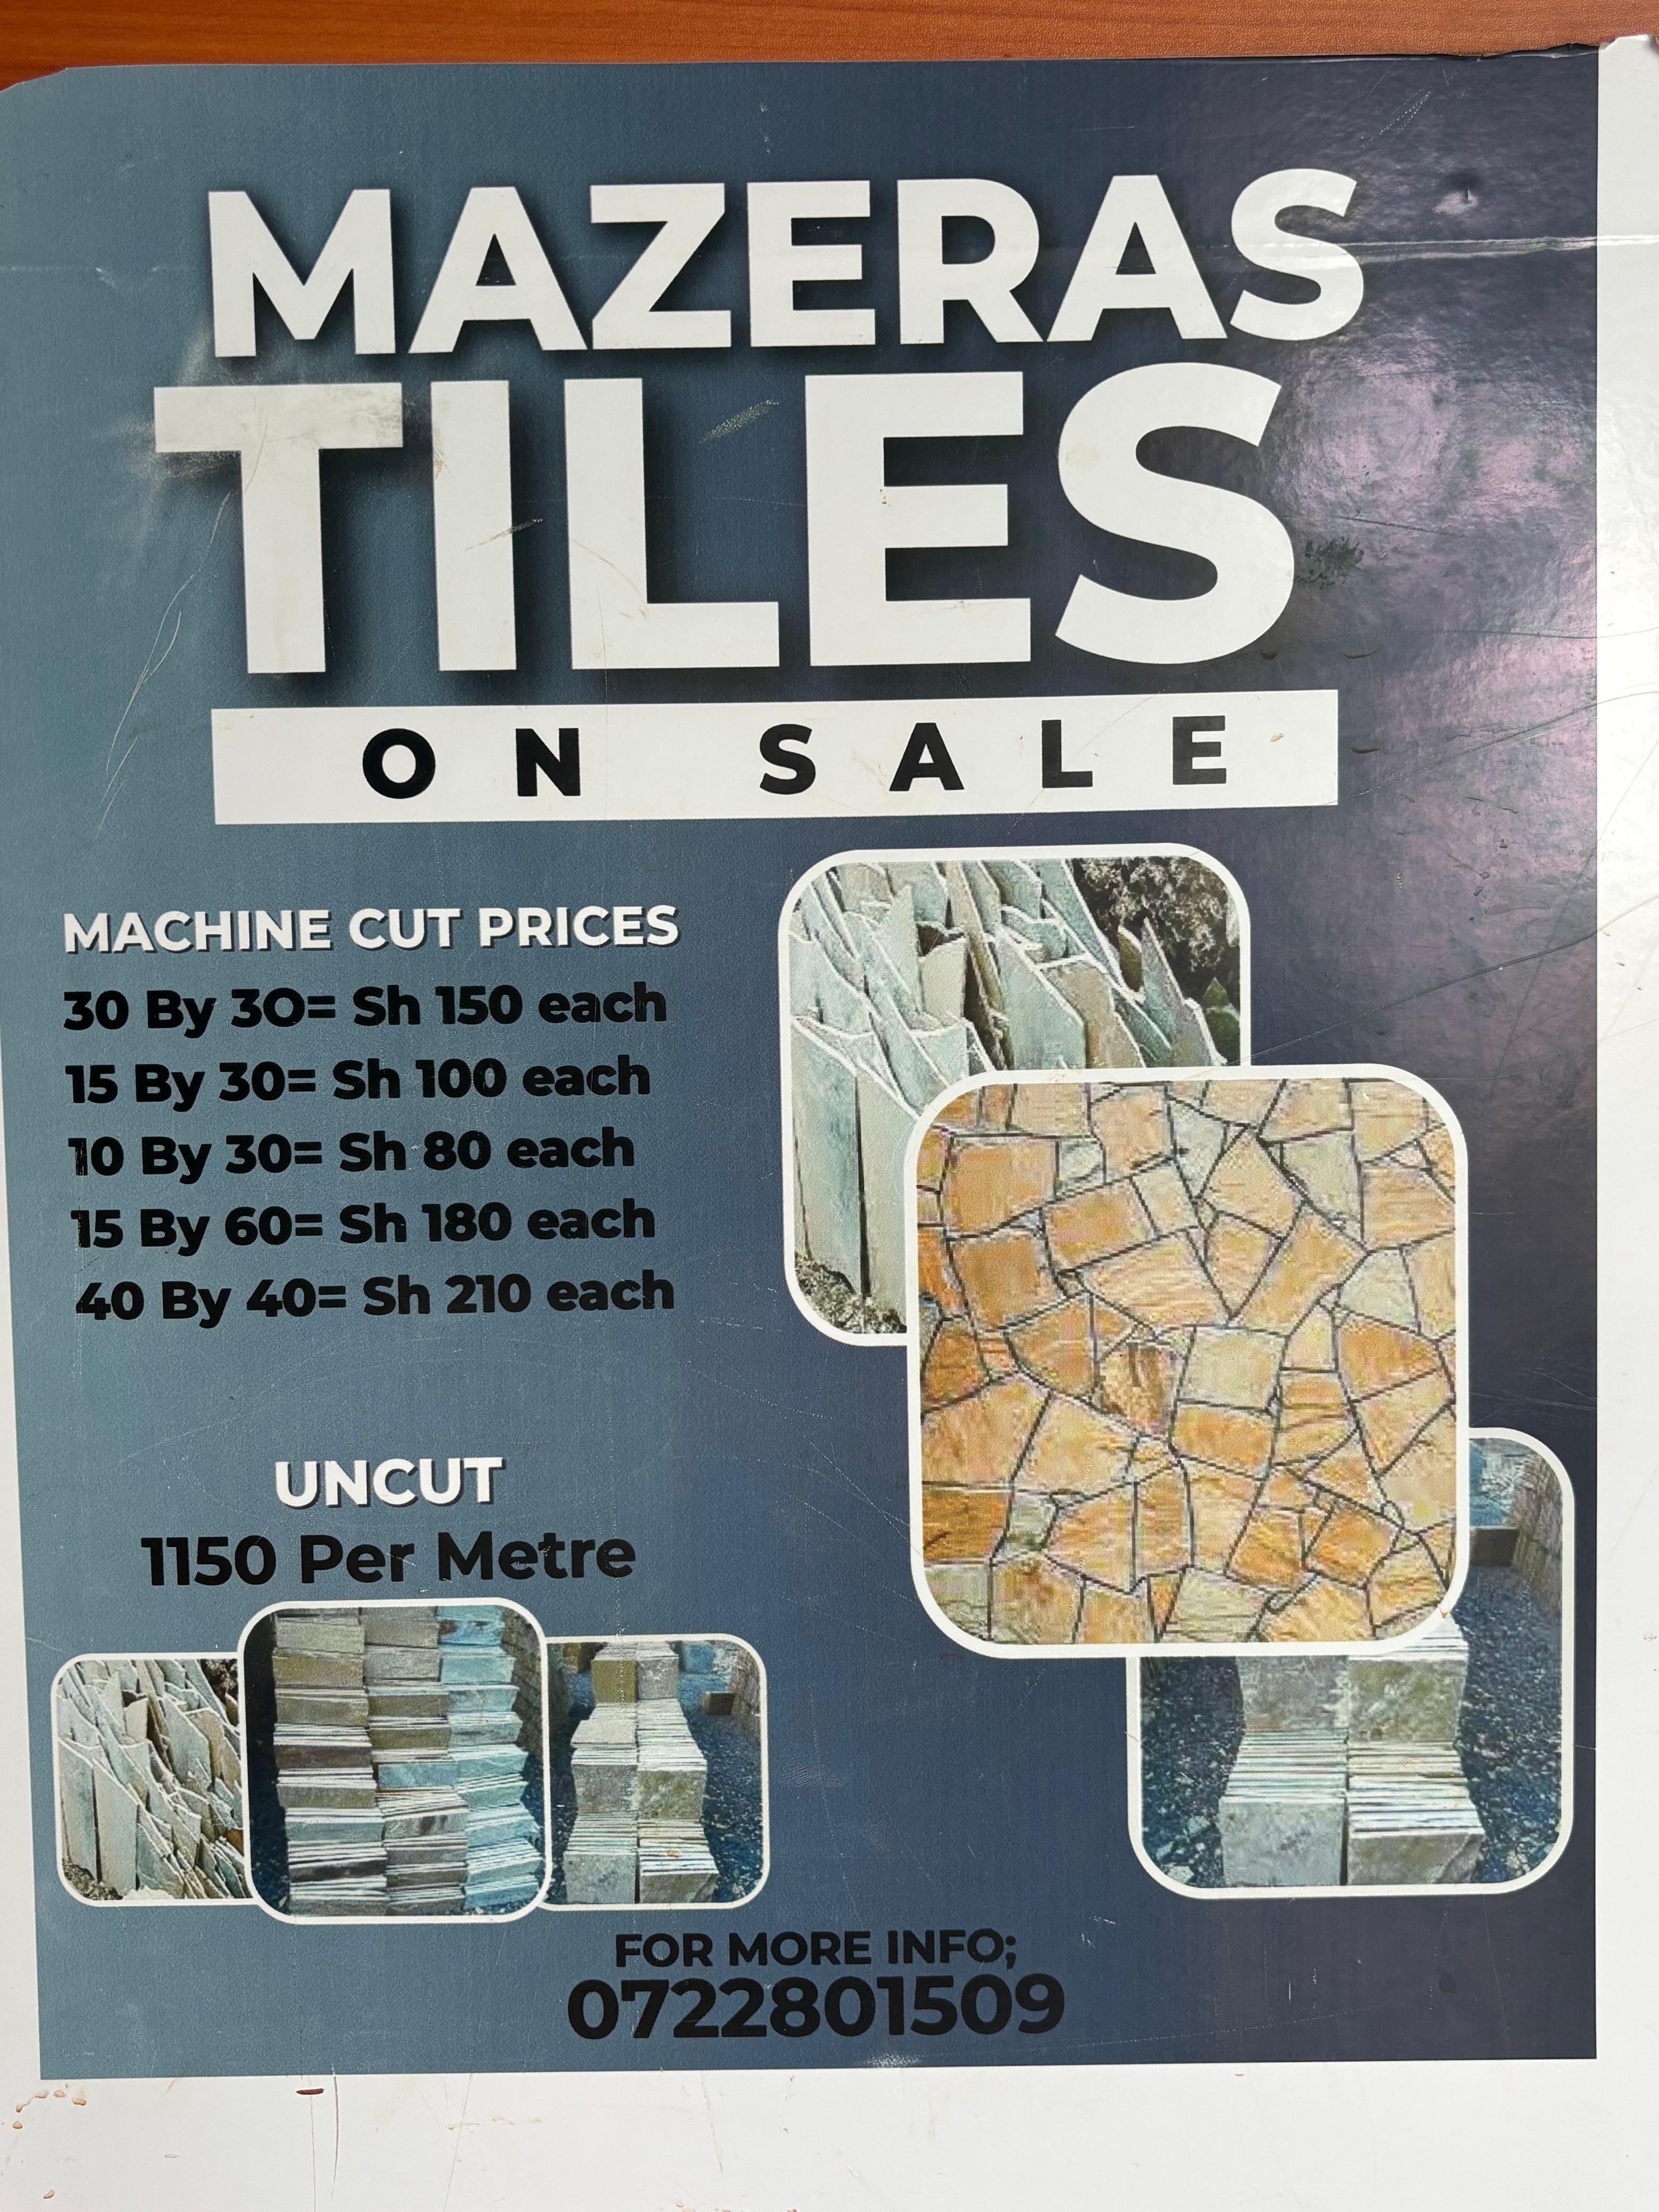 MAZERAS
TILES
ON SALE
MACHINE CUT PRICES
30 By 3O= Sh 150 each
15 By 30= Sh 100 each
10 By 30= Sh 80 each
15 By 60= Sh 180 each
40 By 40= Sh 210 each
UNCUT
1150 Per Metre
FOR MORE INFO;
0722801509